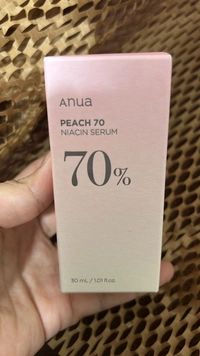 Anua
PEACH 70
NIACIN SERUM
70%
30 mL / 1.01 fl.oz.